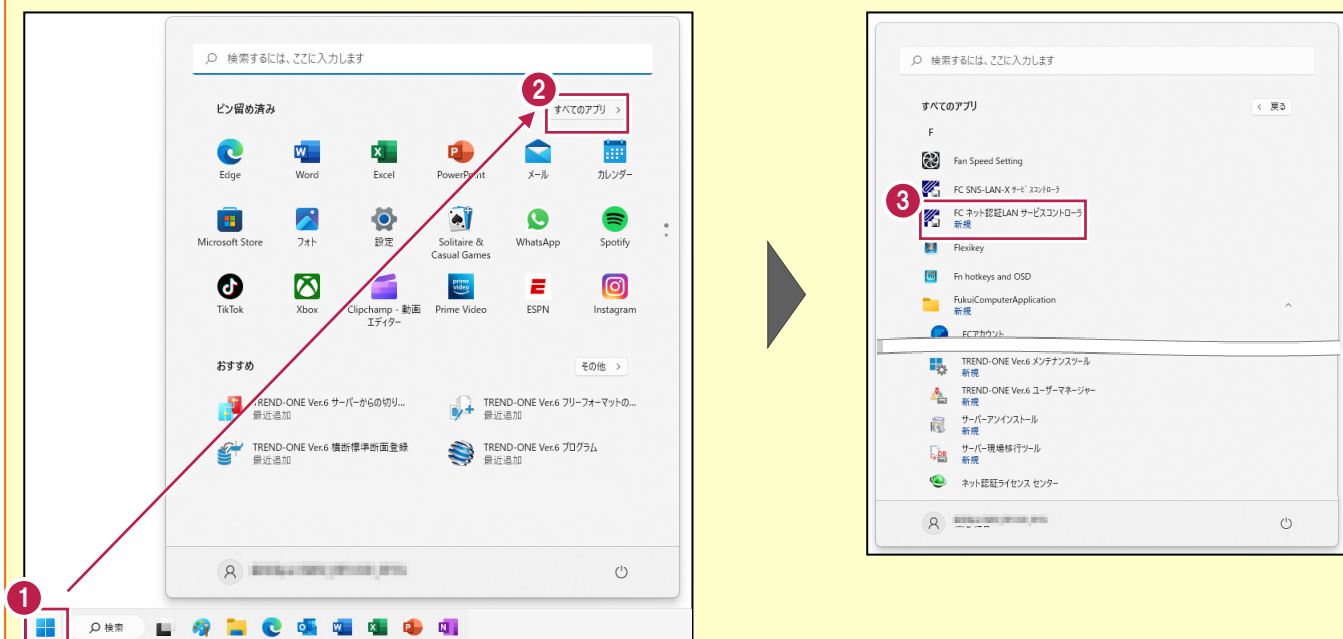 検索するには、ここに入力します
2
ピン留め済み
すべてのアプリ >
Edge
Word
Excel
PowerPoint
メール
カレンダー
Microsoft Store
フォト
設定
Solitaire &
Casual Games
WhatsApp
Spotify
TikTok
Xbox
Clipchamp - 動画
エディター
prime video
Prime Video
ESPN
Instagram
おすすめ
その他 >
TREND-ONE Ver.6 サーバーからの切り...
最近追加
TREND-ONE Ver.6 フリーフォーマットの...
最近追加
TREND-ONE Ver.6 横断標準断面登録
最近追加
TREND-ONE Ver.6 プログラム
最近追加
1
検索
検索するには、ここに入力します
すべてのアプリ
< 戻る
F
Fan Speed Setting
FC SNS-LAN-X サービスコントローラ
3
FC ネット認証LAN サービスコントローラ
新規
Flexikey
Fn hotkeys and OSD
FukuiComputerApplication
新規
FCアカウント
TREND-ONE Ver.6 メンテナンスツール
新規
TREND-ONE Ver.6 ユーザーマネージャー
新規
サーバーアンインストール
新規
サーバー現場移行ツール
新規
ネット認証ライセンス センター